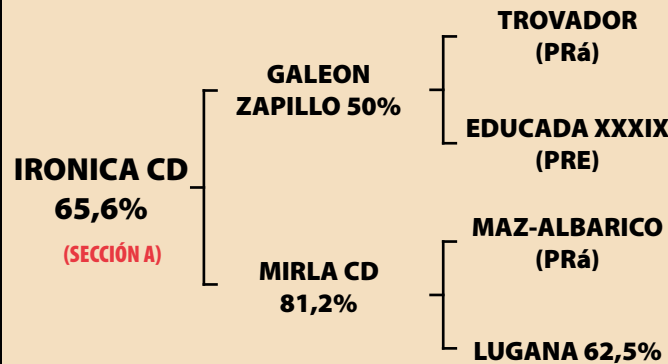 IRONICA CD
65,6%
(SECCIÓN A)
GALEON
ZAPILLO 50%
MIRLA CD
81,2%
TROVADOR
(PRá)
EDUCADA XXXIX
(PRE)
MAZ-ALBARICO
(PRá)
LUGANA 62,5%